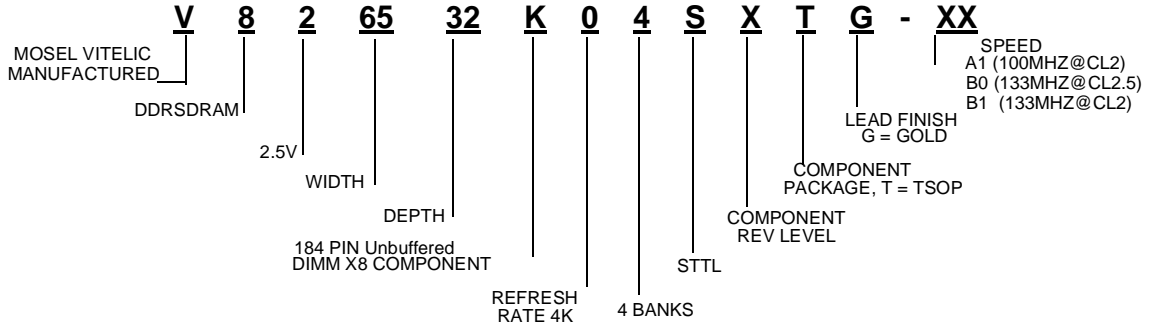 V 8 2 65 32 K 0 4 S X T G - XX
MOSEL VITELIC
MANUFACTURED
DDRSDRAM
2.5V
WIDTH
DEPTH
184 PIN Unbuffered
DIMM X8 COMPONENT
REFRESH
RATE 4K
4 BANKS
STTL
COMPONENT
REV LEVEL
COMPONENT
PACKAGE, T = TSOP
LEAD FINISH
G = GOLD
SPEED
A1 (100MHZ@CL2)
B0 (133MHZ@CL2.5)
B1 (133MHZ@CL2)